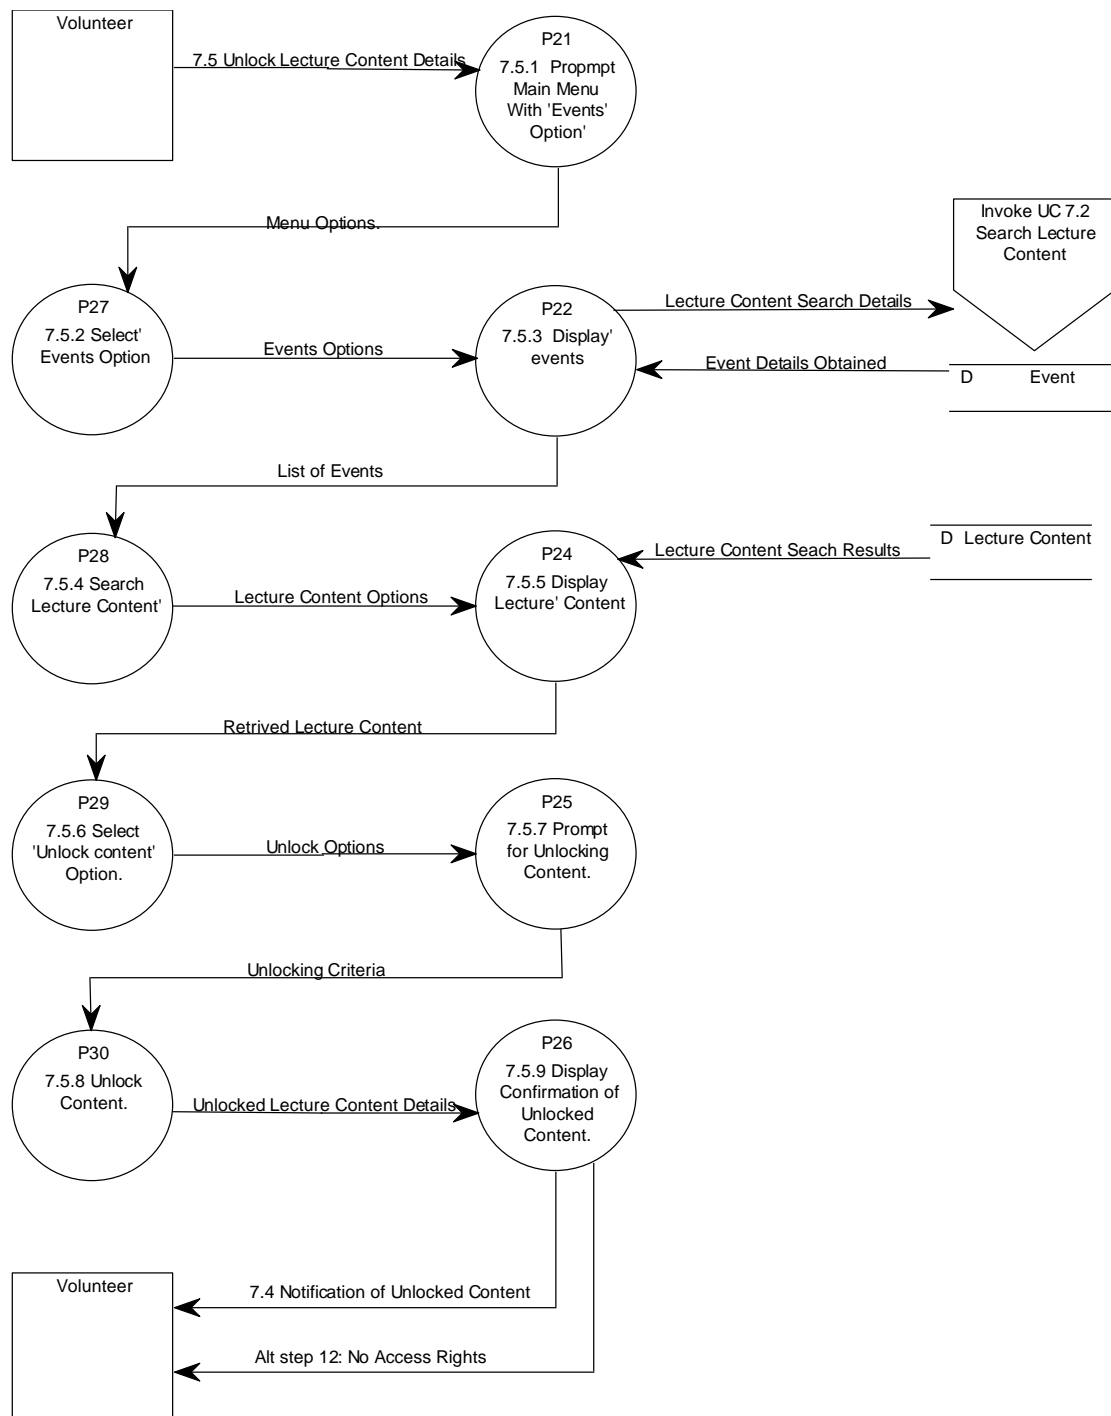 Volunteer
7.5 Unlock Lecture Content Details
P21
7.5.1 Propmpt
Main Menu
With 'Events'
Option'
Menu Options.
Invoke UC 7.2
Search Lecture
Content
P27
7.5.2 Select'
Events Option
Events Options
P22
7.5.3 Display'
events
Lecture Content Search Details
Event Details Obtained
D Event
List of Events
P28
7.5.4 Search
Lecture Content'
Lecture Content Options
P24
7.5.5 Display
Lecture' Content
Lecture Content Seach Results
D Lecture Content
Retrived Lecture Content
P29
7.5.6 Select
'Unlock content'
Option.
Unlock Options
P25
7.5.7 Prompt
for Unlocking
Content.
Unlocking Criteria
P30
7.5.8 Unlock
Content.
Unlocked Lecture Content Details
P26
7.5.9 Display
Confirmation of
Unlocked
Content.
Volunteer
7.4 Notification of Unlocked Content
Alt step 12: No Access Rights